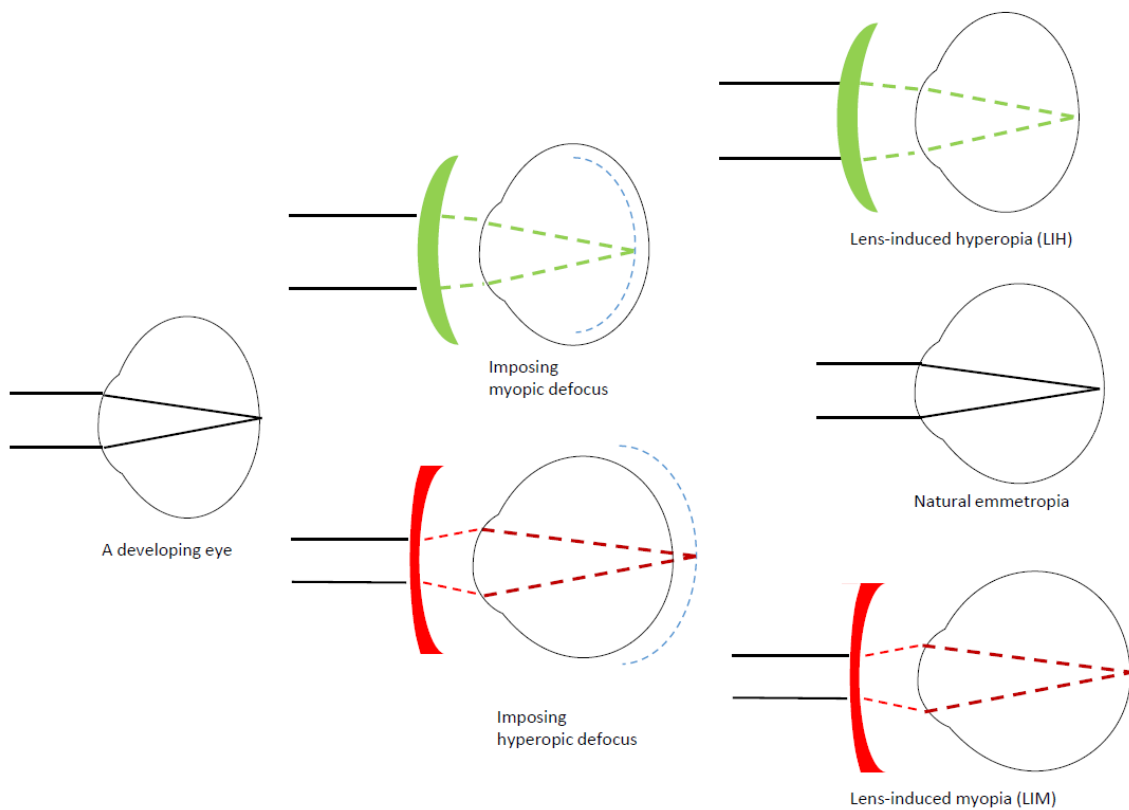 A developing eye
Imposing
myopic defocus
Imposing
hyperopic defocus
Lens-induced hyperopia (LIH)
Natural emmetropia
Lens-induced myopia (LIM)